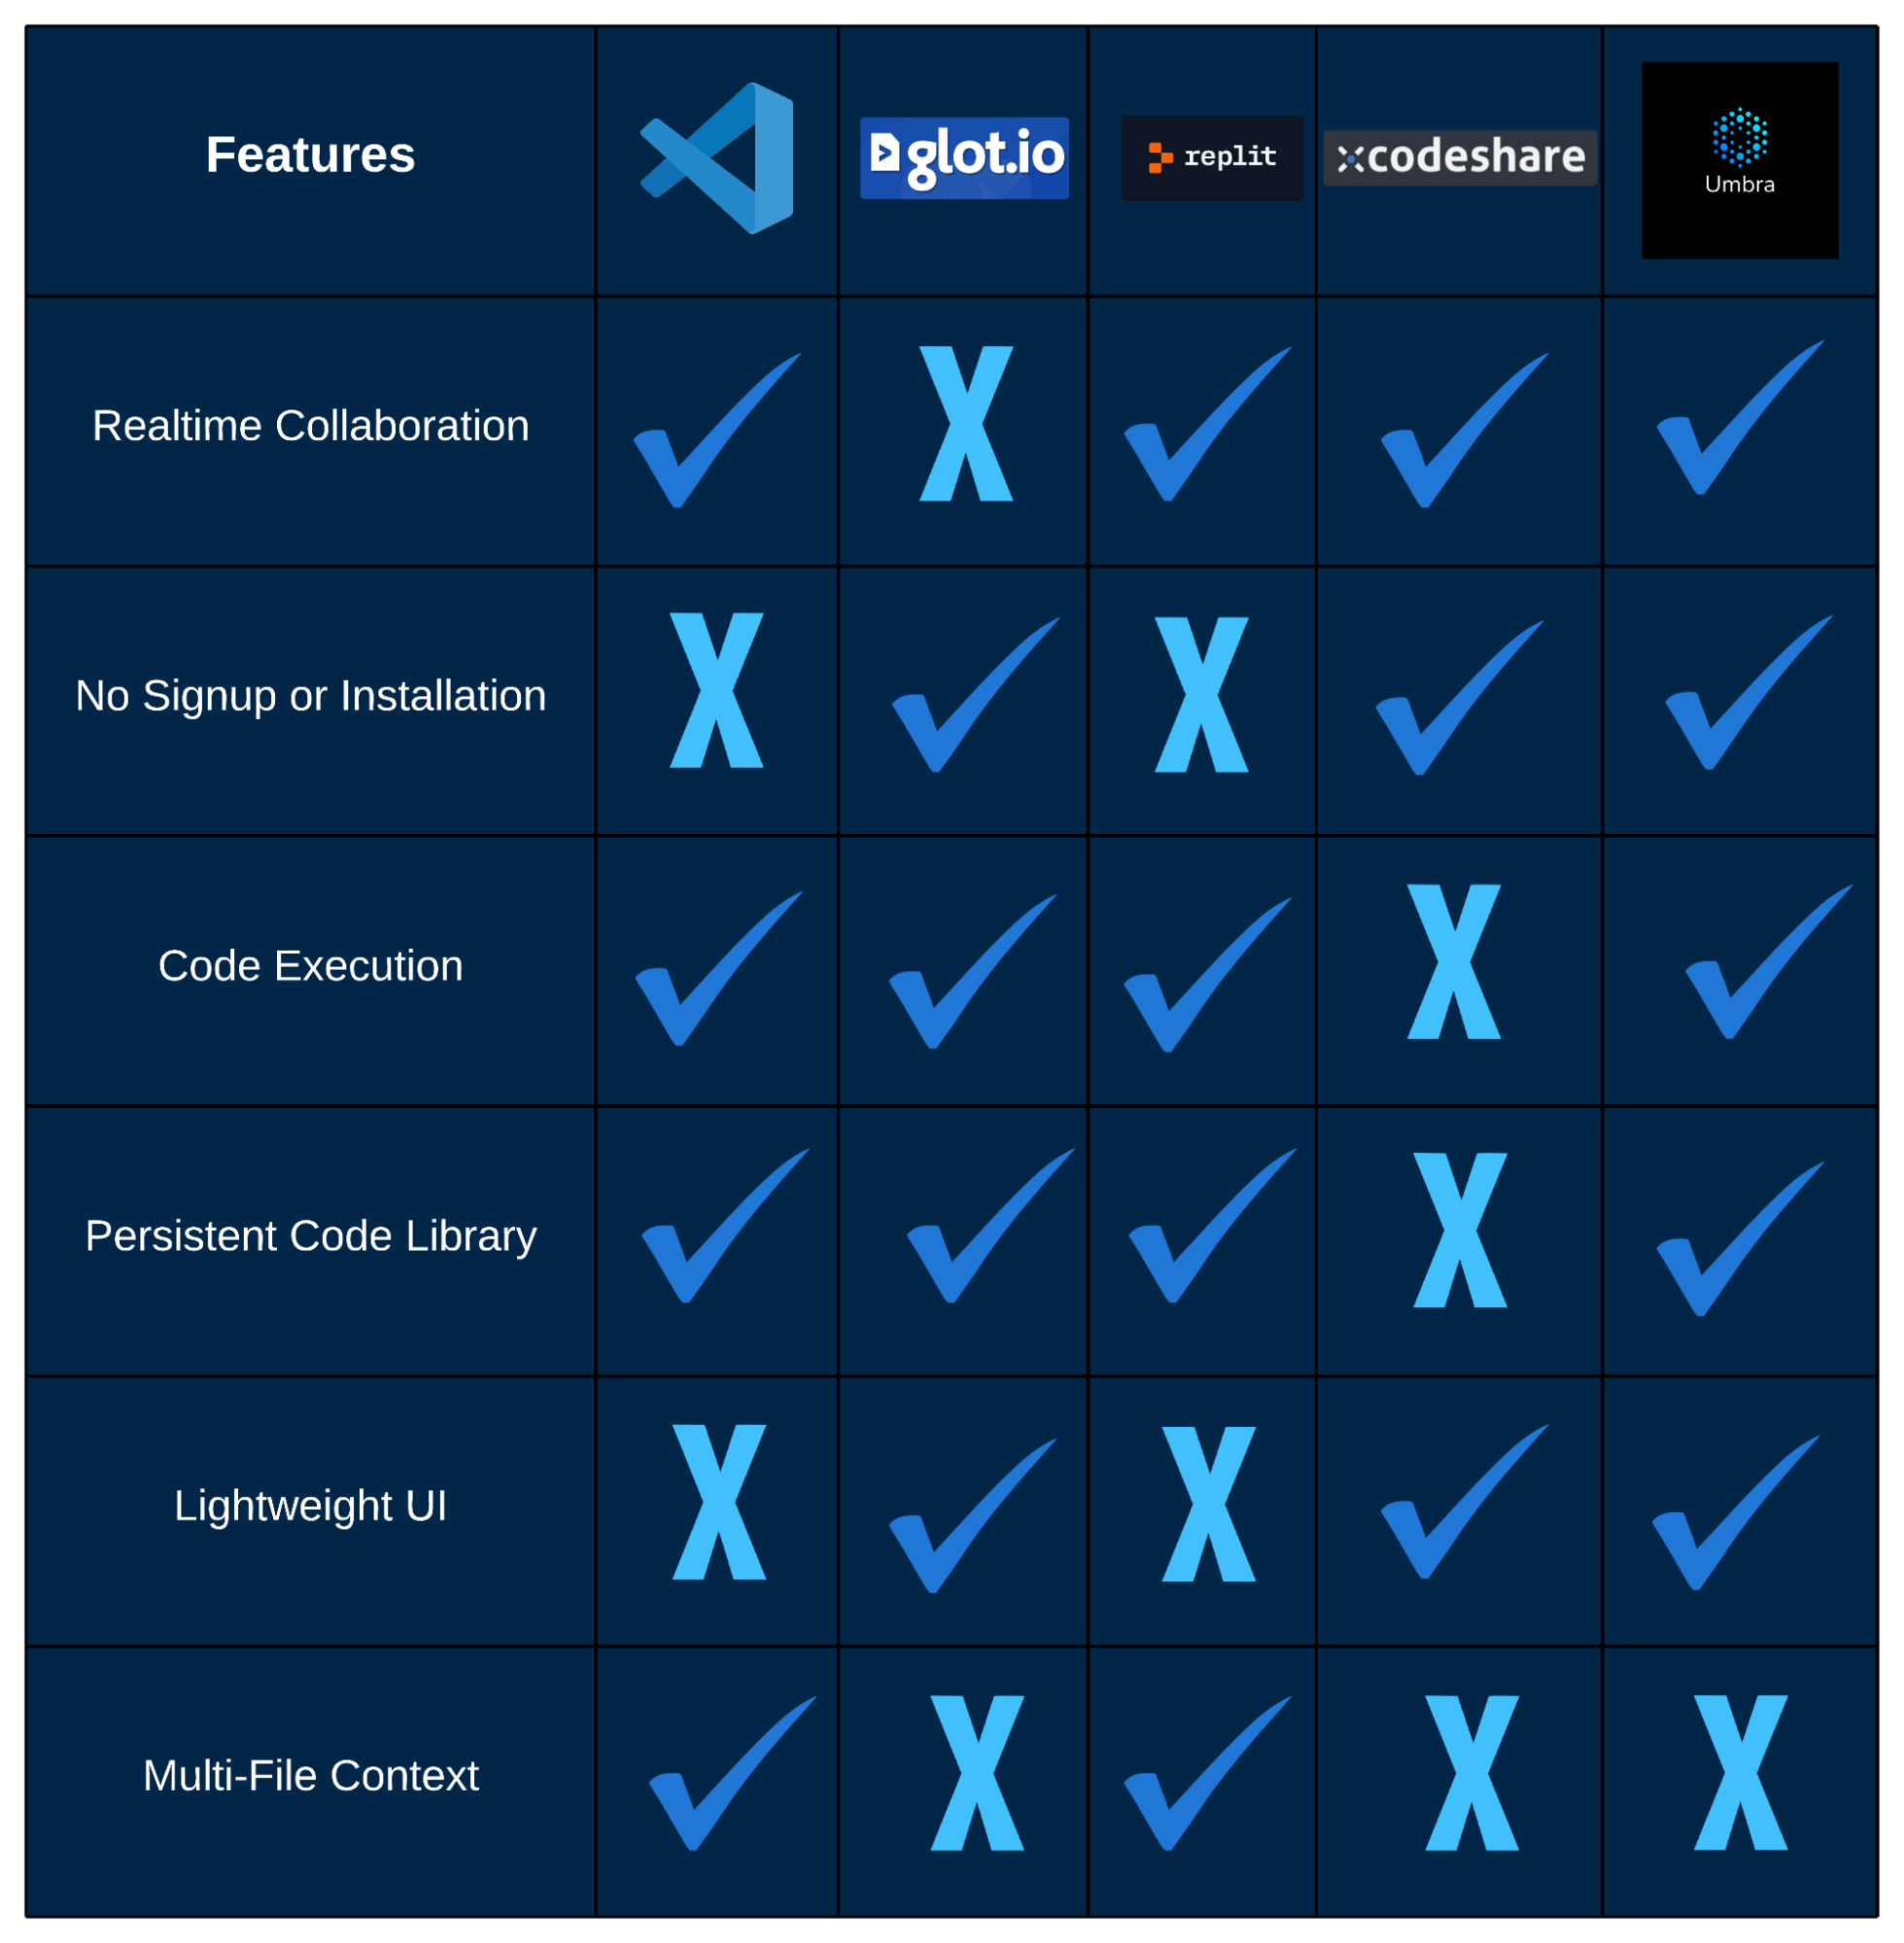 Features
glot.io
replit
codeshare
Umbra
Realtime Collaboration
X
No Signup or Installation
X X
Code Execution
X
Persistent Code Library
X
Lightweight UI
X X
Multi-File Context
X X X